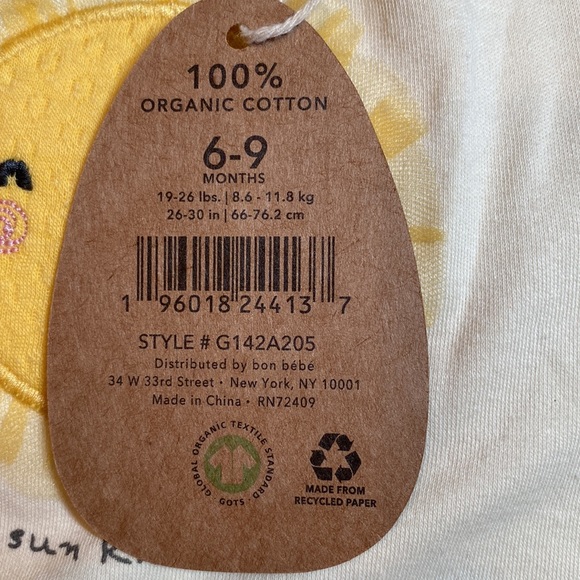 100%
ORGANIC COTTON
6-9
MONTHS
19-26 lbs. | 8.6 - 11.8 kg
26-30 in | 66-76.2 cm
1 96018 24413 7
STYLE # G142A205
Distributed by bon bébé
34 W 33rd Street • New York, NY 10001
Made in China • RN72409
GLOBAL ORGANIC TEXTILE STANDARD
• GOTS •
MADE FROM
RECYCLED PAPER
sun